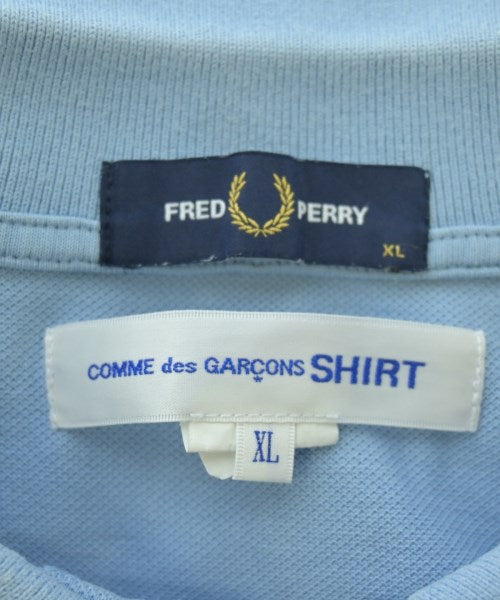 FRED PERRY
XL
COMME des GARÇONS SHIRT
XL